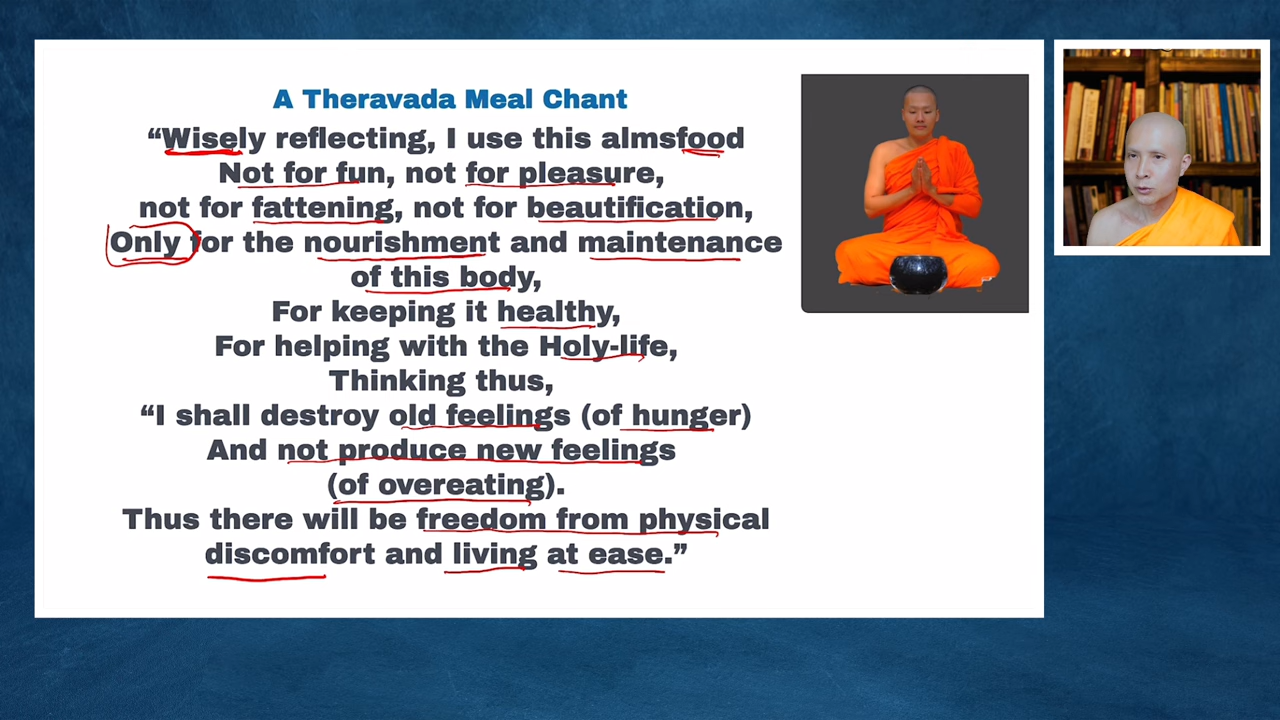 A Theravada Meal Chant
“Wisely reflecting, I use this almsfood
Not for fun, not for pleasure,
not for fattening, not for beautification,
Only for the nourishment and maintenance
of this body,
For keeping it healthy,
For helping with the Holy-life,
Thinking thus,
“I shall destroy old feelings (of hunger)
And not produce new feelings
(of overeating).
Thus there will be freedom from physical
discomfort and living at ease.”